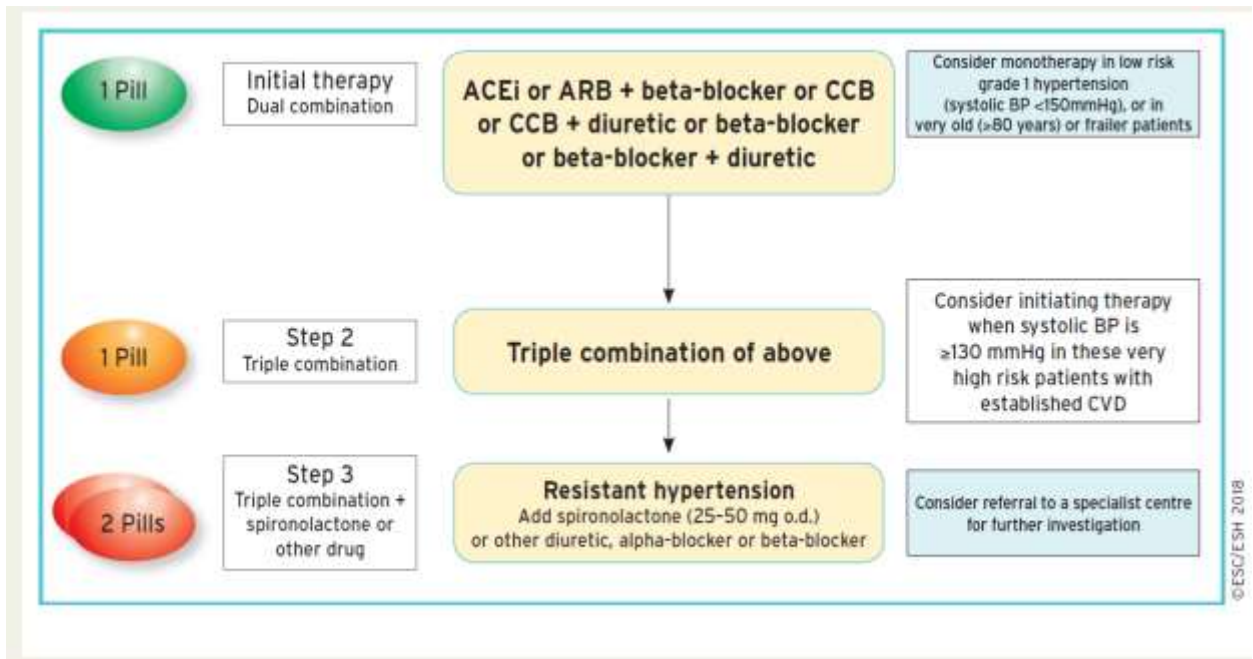 1 Pill
Initial therapy
Dual combination
ACEi or ARB + beta-blocker or CCB
or CCB + diuretic or beta-blocker
or beta-blocker + diuretic
Consider monotherapy in low risk
grade 1 hypertension
(systolic BP <150mmHg), or in
very old (≥80 years) or frailer patients
1 Pill
Step 2
Triple combination
Triple combination of above
Consider initiating therapy
when systolic BP is
≥130 mmHg in these very
high risk patients with
established CVD
2 Pills
Step 3
Triple combination +
spironolactone or
other drug
Resistant hypertension
Add spironolactone (25–50 mg o.d.)
or other diuretic, alpha-blocker or beta-blocker
Consider referral to a specialist centre
for further investigation
©ESC/ESH 2018